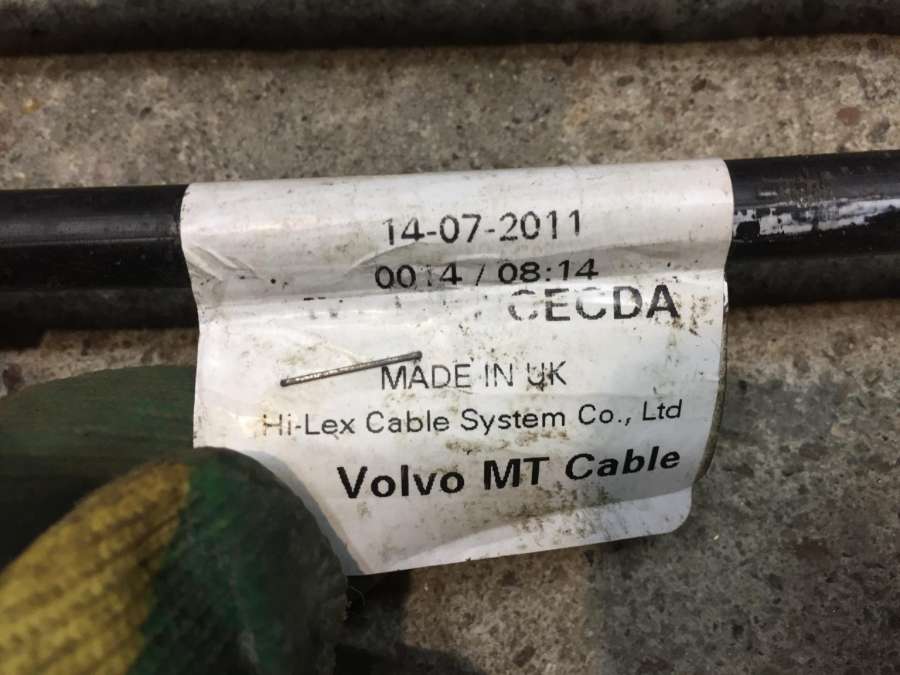 14-07-2011
0014 / 08:14
CECDA
MADE IN UK
Hi-Lex Cable System Co., Ltd
Volvo MT Cable